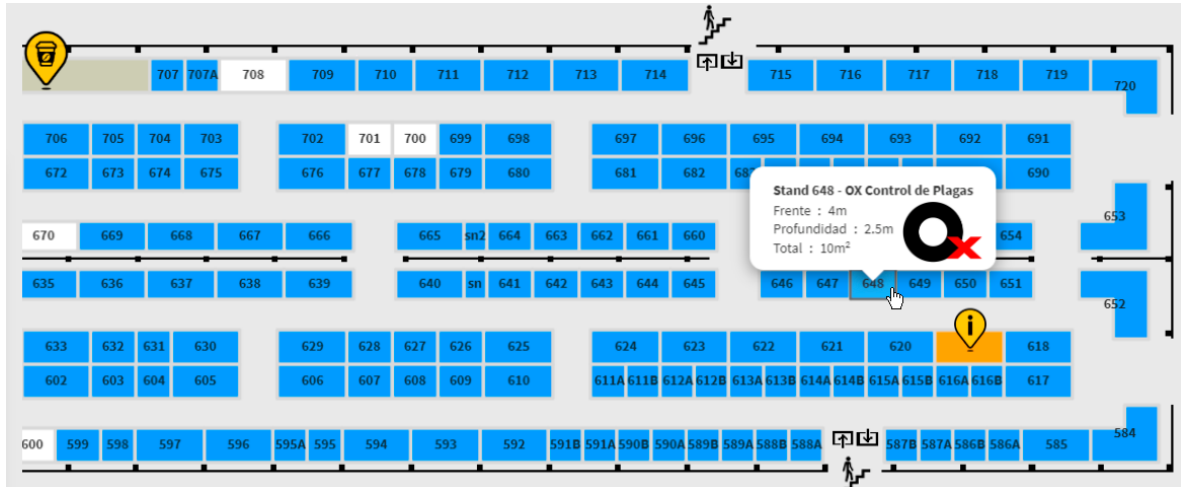 707 707A 708 709 710 711 712 713 714 715 716 717 718 719 720
706 705 704 703 702 701 700 699 698 697 696 695 694 693 692 691
672 673 674 675 676 677 678 679 680 681 682 690
Stand 648 - OX Control de Plagas
Frente : 4m
Profundidad : 2.5m
Total : 10m²
670 669 668 667 666 665 sn2 664 663 662 661 660 654 653
635 636 637 638 639 640 sn 641 642 643 644 645 646 647 648 649 650 651 652
633 632 631 630 629 628 627 626 625 624 623 622 621 620 618
602 603 604 605 606 607 608 609 610 611A 611B 612A 612B 613A 613B 614A 614B 615A 615B 616A 616B 617
600 599 598 597 596 595A 595 594 593 592 591B 591A 590B 590A 589B 589A 588B 588A 587B 587A 586B 586A 585 584